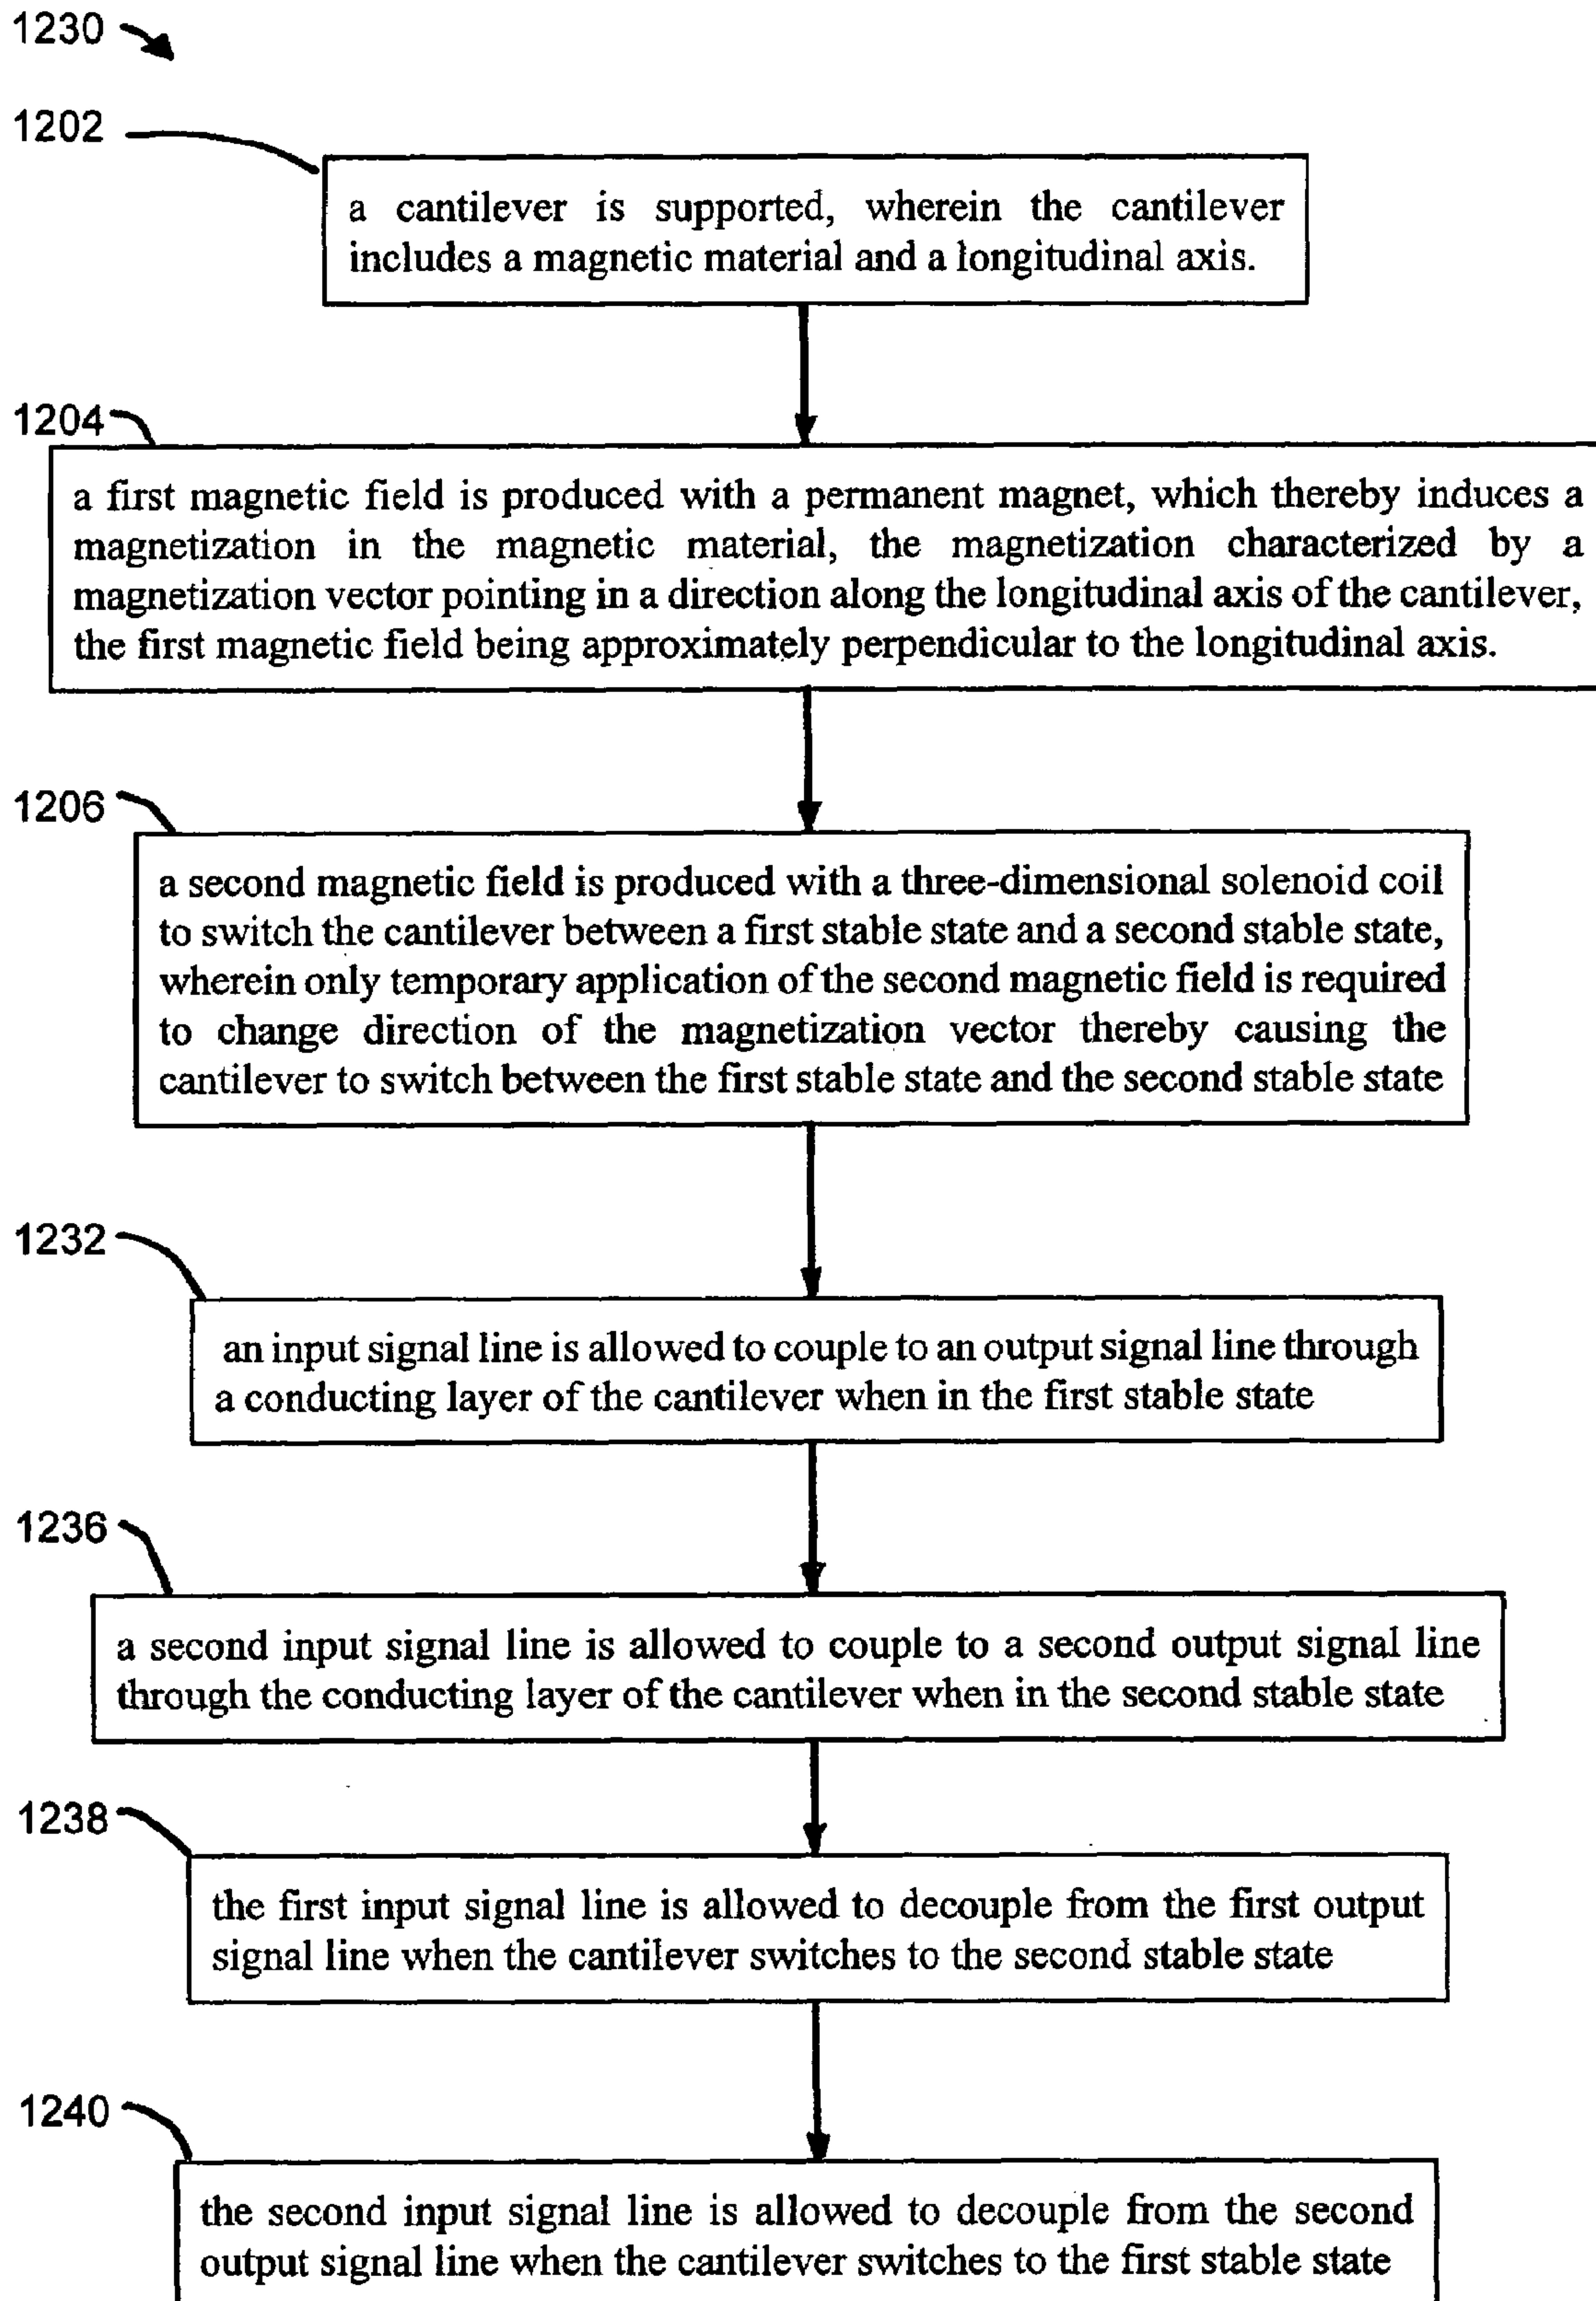 1230
1202
a cantilever is supported, wherein the cantilever
includes a magnetic material and a longitudinal axis.
1204
a first magnetic field is produced with a permanent magnet, which thereby induces a
magnetization in the magnetic material, the magnetization characterized by a
magnetization vector pointing in a direction along the longitudinal axis of the cantilever,
the first magnetic field being approximately perpendicular to the longitudinal axis.
1206
a second magnetic field is produced with a three-dimensional solenoid coil
to switch the cantilever between a first stable state and a second stable state,
wherein only temporary application of the second magnetic field is required
to change direction of the magnetization vector thereby causing the
cantilever to switch between the first stable state and the second stable state
1232
an input signal line is allowed to couple to an output signal line through
a conducting layer of the cantilever when in the first stable state
1236
a second input signal line is allowed to couple to a second output signal line
through the conducting layer of the cantilever when in the second stable state
1238
the first input signal line is allowed to decouple from the first output
signal line when the cantilever switches to the second stable state
1240
the second input signal line is allowed to decouple from the second
output signal line when the cantilever switches to the first stable state